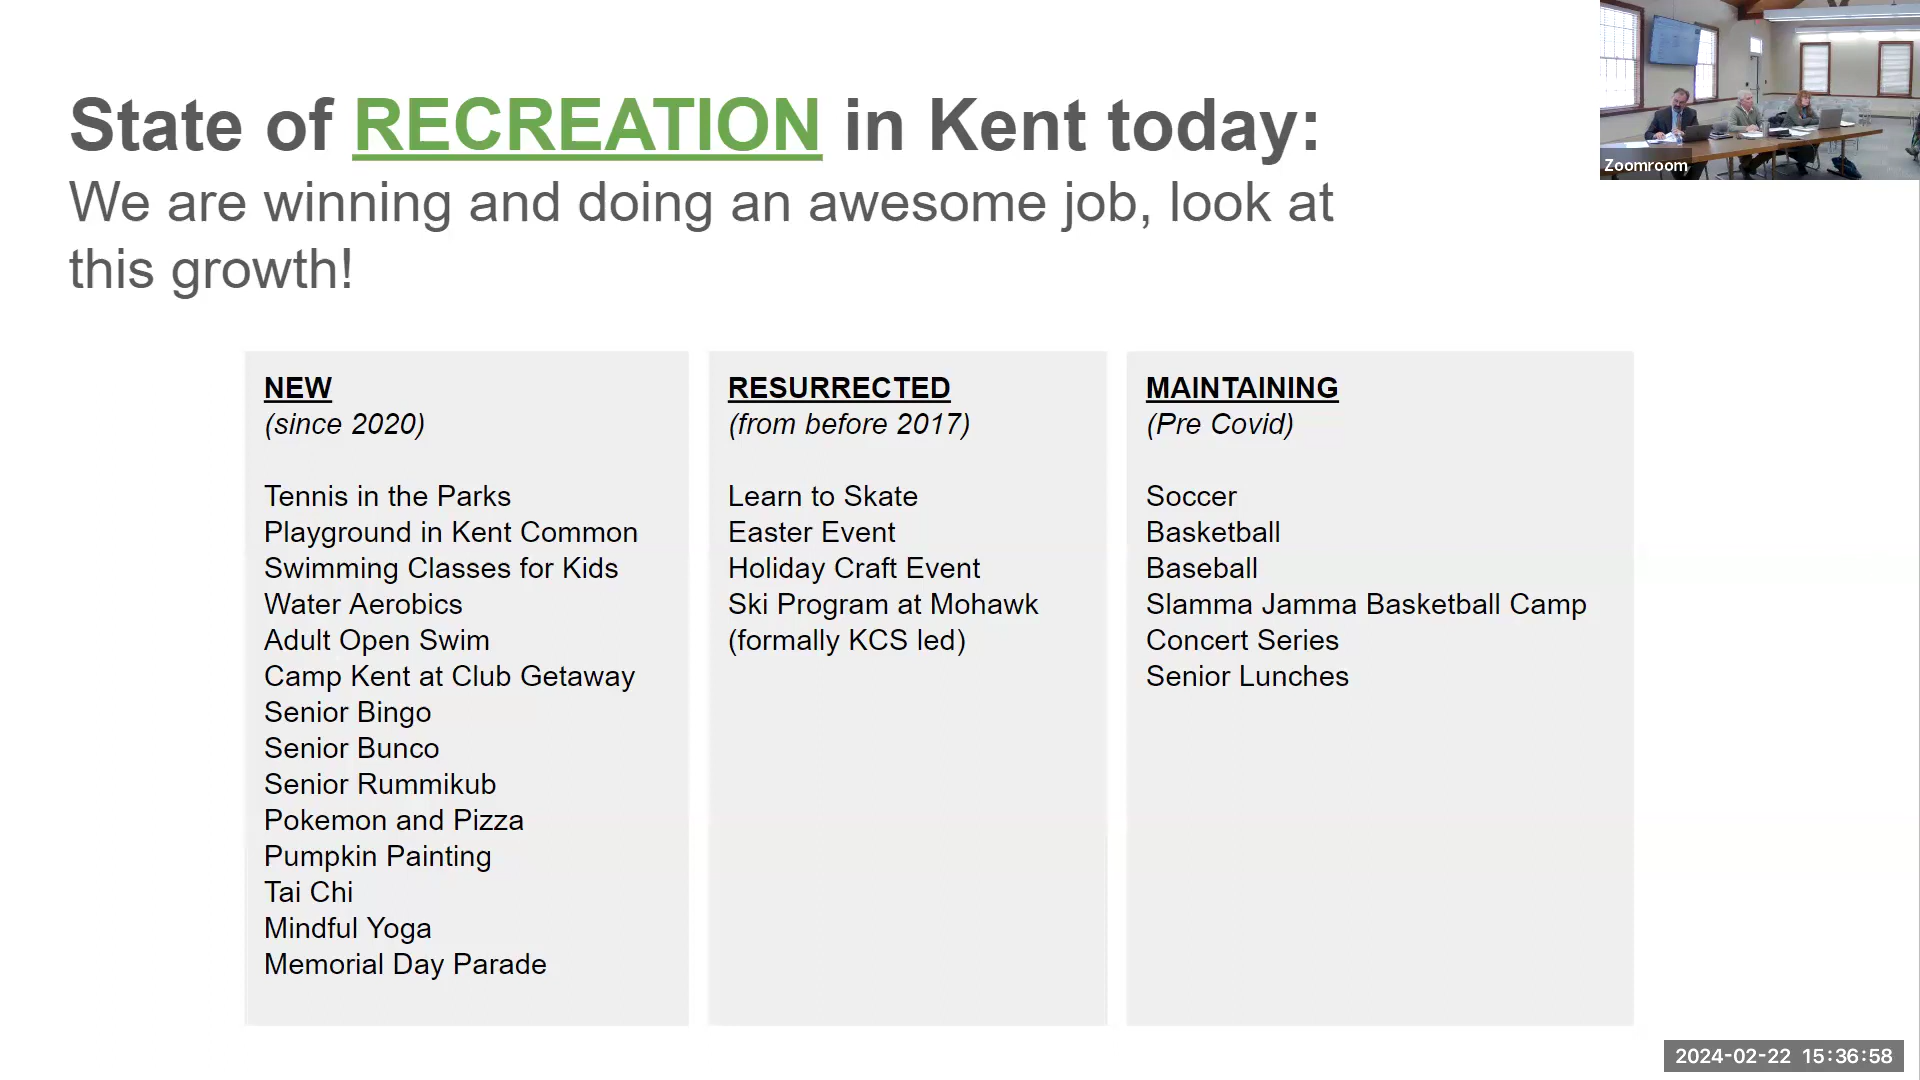 State of RECREATION in Kent today:
We are winning and doing an awesome job, look at
this growth!
NEW
(since 2020)
Tennis in the Parks
Playground in Kent Common
Swimming Classes for Kids
Water Aerobics
Adult Open Swim
Camp Kent at Club Getaway
Senior Bingo
Senior Bunco
Senior Rummikub
Pokemon and Pizza
Pumpkin Painting
Tai Chi
Mindful Yoga
Memorial Day Parade
RESURRECTED
(from before 2017)
Learn to Skate
Easter Event
Holiday Craft Event
Ski Program at Mohawk
(formally KCS led)
MAINTAINING
(Pre Covid)
Soccer
Basketball
Baseball
Slamma Jamma Basketball Camp
Concert Series
Senior Lunches
Zoomroom
2024-02-22 15:36:58